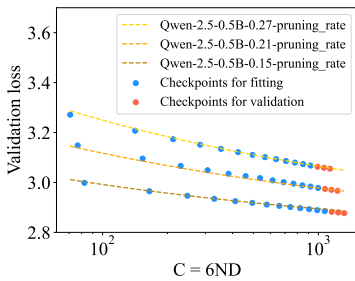 Qwen-2.5-0.5B-0.27-pruning_rate
Qwen-2.5-0.5B-0.21-pruning_rate
Qwen-2.5-0.5B-0.15-pruning_rate
Checkpoints for fitting
Checkpoints for validation
Validation loss
3.6
3.4
3.2
3.0
2.8
10²
10³
C = 6ND